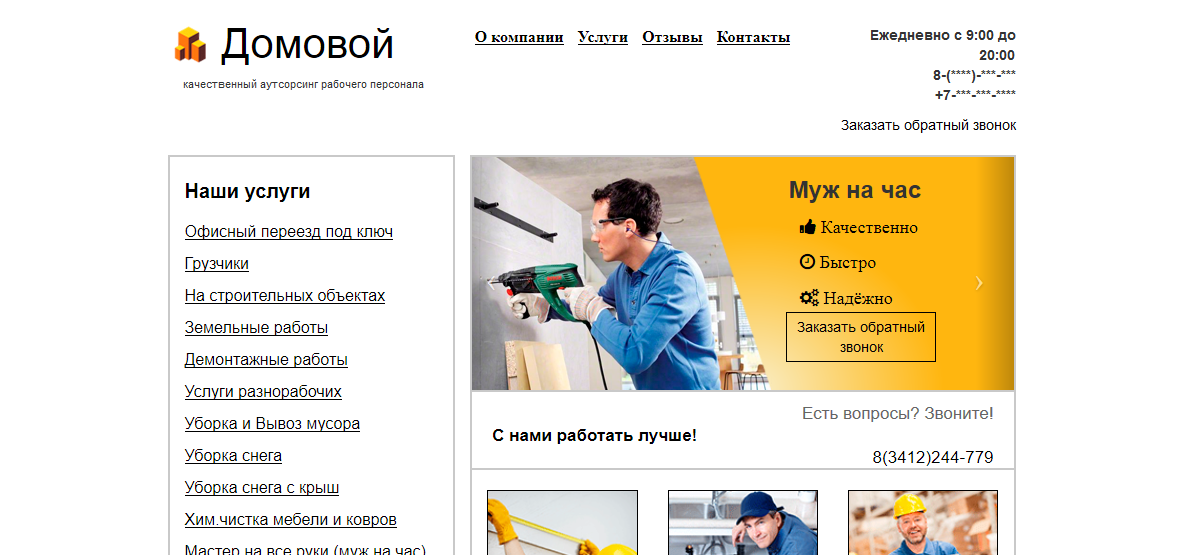 Домовой
качественный аутсорсинг рабочего персонала
О компании Услуги Отзывы Контакты
Ежедневно с 9:00 до
20:00
8-(****)-***-***
+7-***-***-****
Заказать обратный звонок
Наши услуги
Офисный переезд под ключ
Грузчики
На строительных объектах
Земельные работы
Демонтажные работы
Услуги разнорабочих
Уборка и Вывоз мусора
Уборка снега
Уборка снега с крыш
Хим.чистка мебели и ковров
Мастер на все руки (муж на час)
Муж на час
Качественно
Быстро
Надёжно
Заказать обратный
звонок
Есть вопросы? Звоните!
С нами работать лучше!
8(3412)244-779